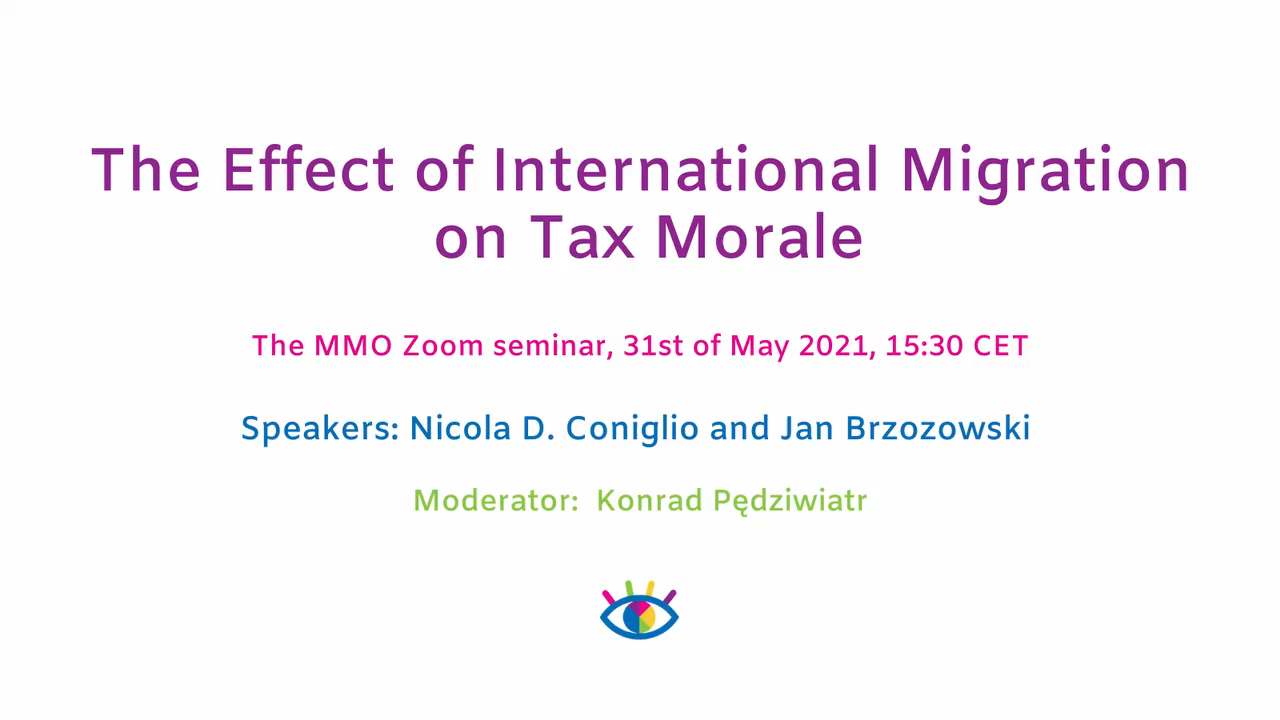 The Effect of International Migration
on Tax Morale
The MMO Zoom seminar, 31st of May 2021, 15:30 CET
Speakers: Nicola D. Coniglio and Jan Brzozowski
Moderator: Konrad Pędziwiatr